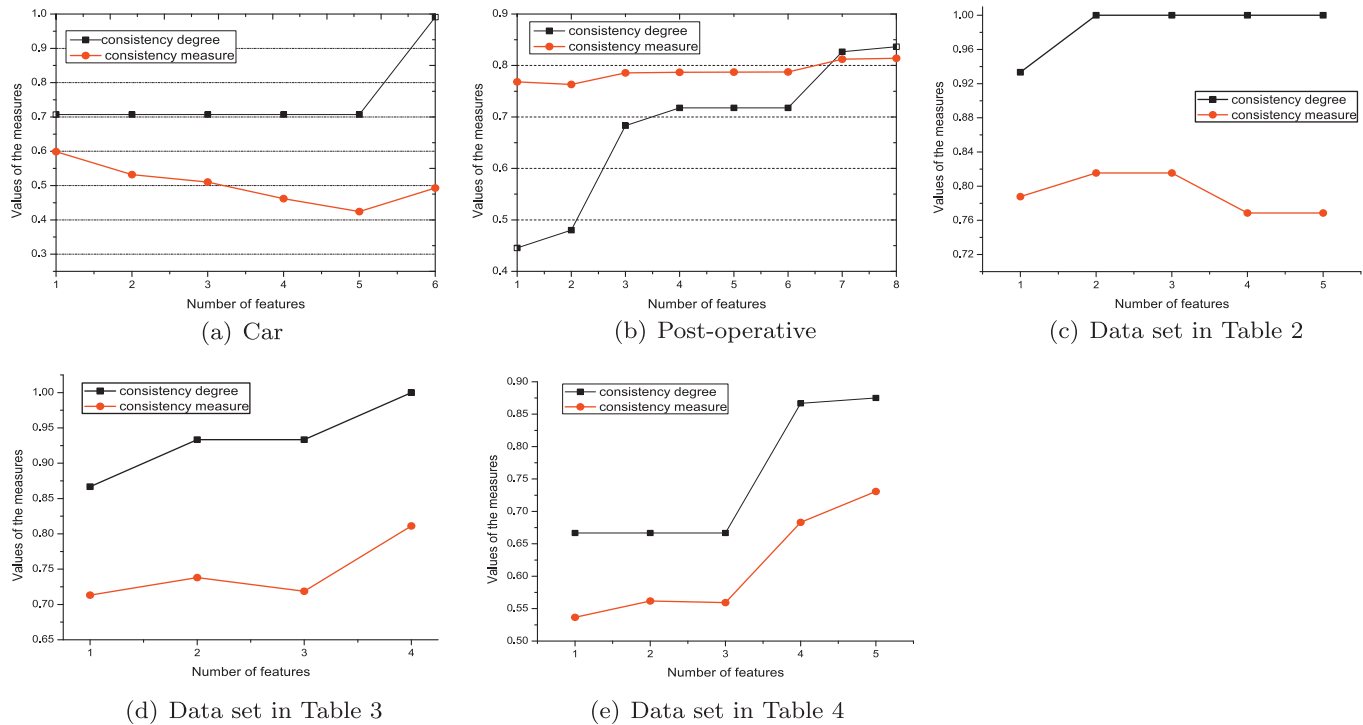 1.0
0.9
0.8
0.7
0.6
0.5
0.4
0.3
Values of the measures
consistency degree
consistency measure
1 2 3 4 5 6
Number of features
(a) Car
0.9
0.8
0.7
0.6
0.5
0.4
Values of the measures
consistency degree
consistency measure
1 2 3 4 5 6 7 8
Number of features
(b) Post-operative
1.00
0.96
0.92
0.88
0.84
0.80
0.76
0.72
Values of the measures
consistency degree
consistency measure
1 2 3 4 5
Number of features
(c) Data set in Table 2
1.00
0.95
0.90
0.85
0.80
0.75
0.70
0.65
Values of the measures
consistency degree
consistency measure
1 2 3 4
Number of features
(d) Data set in Table 3
0.90
0.85
0.80
0.75
0.70
0.65
0.60
0.55
0.50
Values of the measures
consistency degree
consistency measure
1 2 3 4 5
Number of features
(e) Data set in Table 4